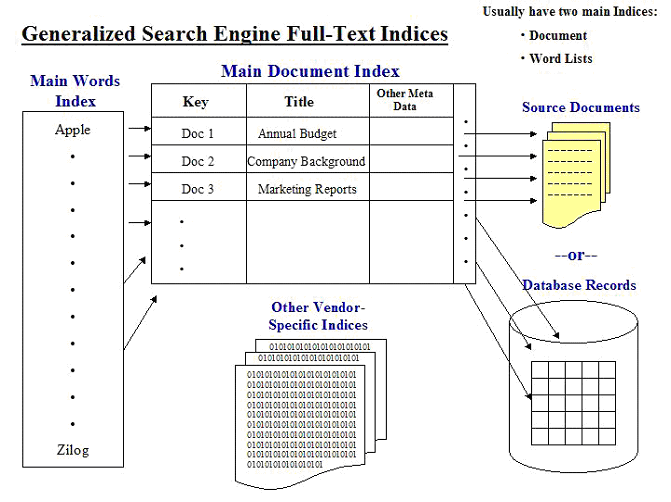 Generalized Search Engine Full-Text Indices
Usually have two main Indices:
• Document
• Word Lists
Main Words
Index
Apple
Zilog
Main Document Index
Key Title Other Meta
Data
Doc 1 Annual Budget
Doc 2 Company Background
Doc 3 Marketing Reports
Source Documents
--or--
Database Records
Other Vendor-
Specific Indices